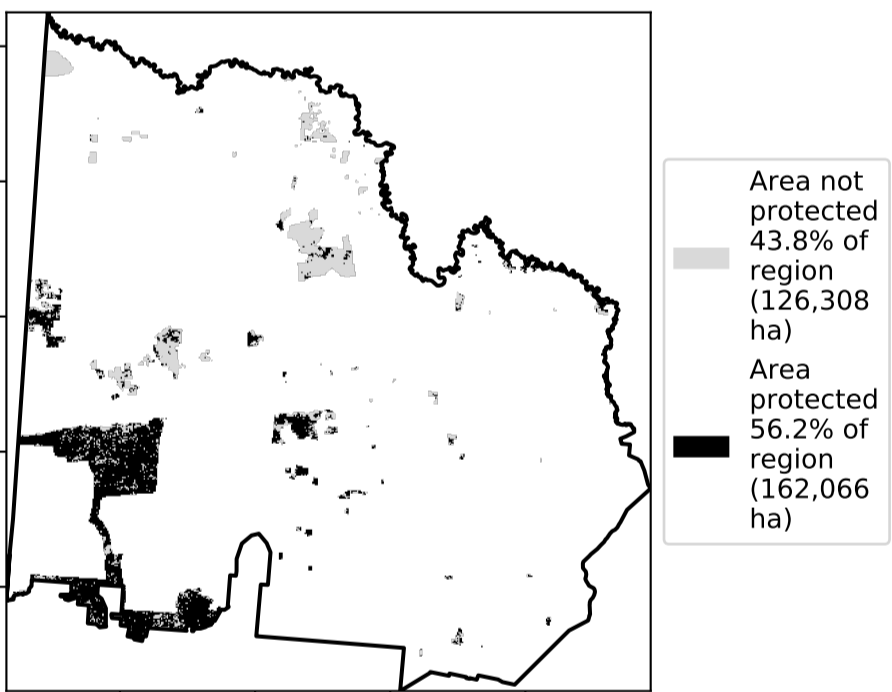 Area not
protected
43.8% of
region
(126,308
ha)
Area
protected
56.2% of
region
(162,066
ha)